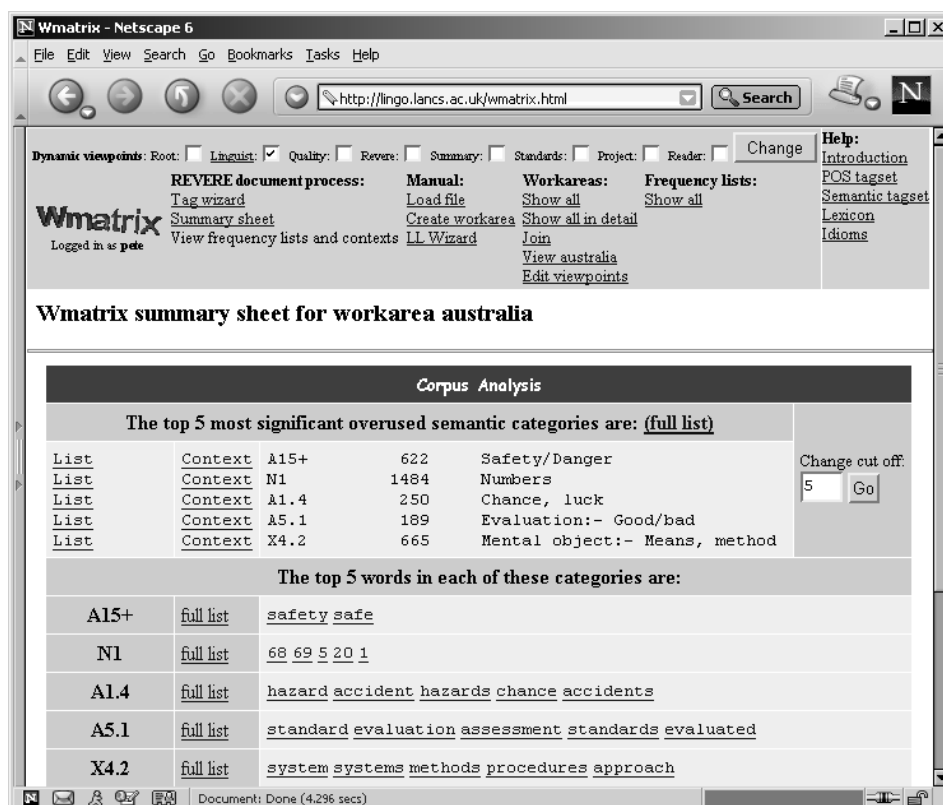 Wmatrix - Netscape 6
File Edit View Search Go Bookmarks Tasks Help
http://lingo.lancs.ac.uk/wmatrix.html Search N
Dynamic viewpoints: Root: Linguist: Quality: Revere: Summary: Standards: Project: Reader: Change
Help:
Introduction
POS tagset
Semantic tagset
Lexicon
Idioms
Wmatrix
Logged in as pete
REVERE document process:
Tag wizard
Summary sheet
View frequency lists and contexts
Manual:
Load file
Create workarea
LL Wizard
Workareas:
Show all
Show all in detail
Join
View australia
Edit viewpoints
Frequency lists:
Show all
Wmatrix summary sheet for workarea australia
Corpus Analysis
The top 5 most significant overused semantic categories are: (full list)
List Context A15+ 622 Safety/Danger
List Context N1 1484 Numbers
List Context A1.4 250 Chance, luck
List Context A5.1 189 Evaluation:- Good/bad
List Context X4.2 665 Mental object:- Means, method
Change cut off:
5 Go
The top 5 words in each of these categories are:
A15+ full list safety safe
N1 full list 68 69 5 20 1
A1.4 full list hazard accident hazards chance accidents
A5.1 full list standard evaluation assessment standards evaluated
X4.2 full list system systems methods procedures approach
Document: Done (4.296 secs)